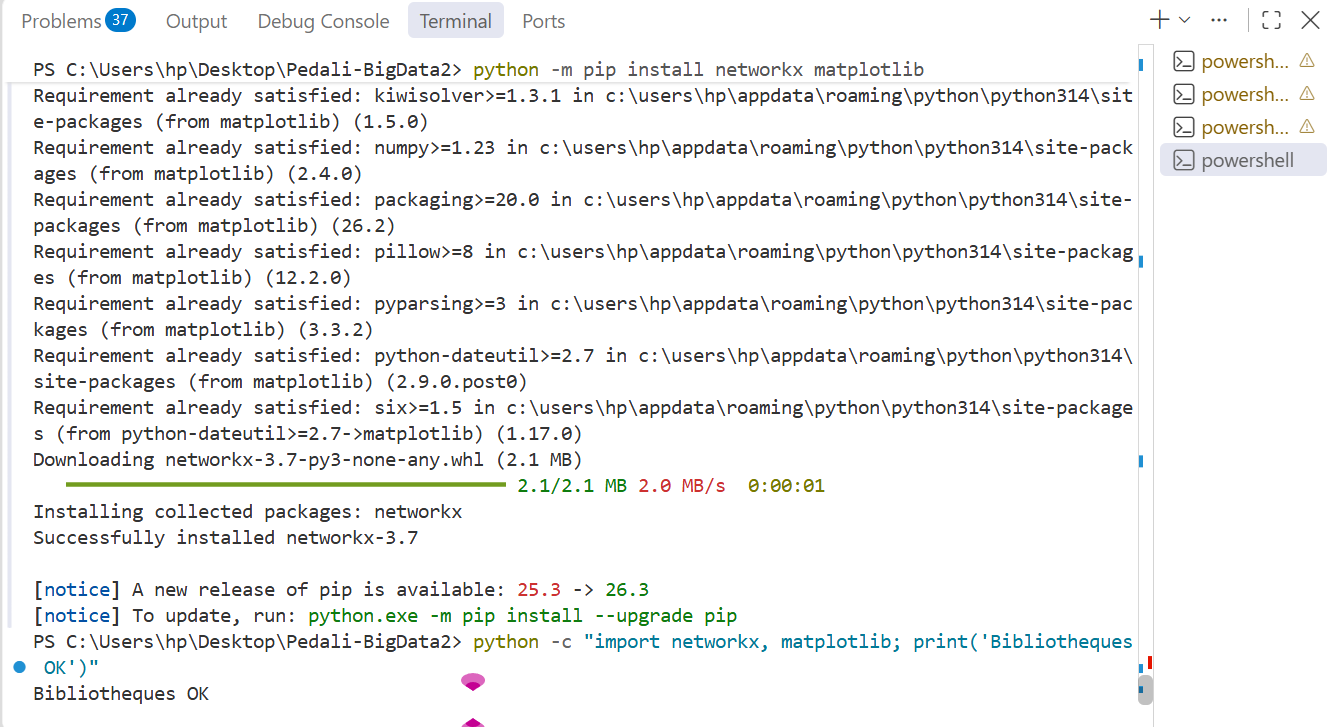 Problems 37 Output Debug Console Terminal Ports
PS C:\Users\hp\Desktop\Pedali-BigData2> python -m pip install networkx matplotlib
Requirement already satisfied: kiwisolver>=1.3.1 in c:\users\hp\appdata\roaming\python\python314\sit
e-packages (from matplotlib) (1.5.0)
Requirement already satisfied: numpy>=1.23 in c:\users\hp\appdata\roaming\python\python314\site-pack
ages (from matplotlib) (2.4.0)
Requirement already satisfied: packaging>=20.0 in c:\users\hp\appdata\roaming\python\python314\site-
packages (from matplotlib) (26.2)
Requirement already satisfied: pillow>=8 in c:\users\hp\appdata\roaming\python\python314\site-packag
es (from matplotlib) (12.2.0)
Requirement already satisfied: pyparsing>=3 in c:\users\hp\appdata\roaming\python\python314\site-pac
kages (from matplotlib) (3.3.2)
Requirement already satisfied: python-dateutil>=2.7 in c:\users\hp\appdata\roaming\python\python314\
site-packages (from matplotlib) (2.9.0.post0)
Requirement already satisfied: six>=1.5 in c:\users\hp\appdata\roaming\python\python314\site-package
s (from python-dateutil>=2.7->matplotlib) (1.17.0)
Downloading networkx-3.7-py3-none-any.whl (2.1 MB)
2.1/2.1 MB 2.0 MB/s 0:00:01
Installing collected packages: networkx
Successfully installed networkx-3.7
[notice] A new release of pip is available: 25.3 -> 26.3
[notice] To update, run: python.exe -m pip install --upgrade pip
PS C:\Users\hp\Desktop\Pedali-BigData2> python -c "import networkx, matplotlib; print('Bibliotheques
OK')"
Bibliotheques OK
powersh...
powersh...
powersh...
powershell